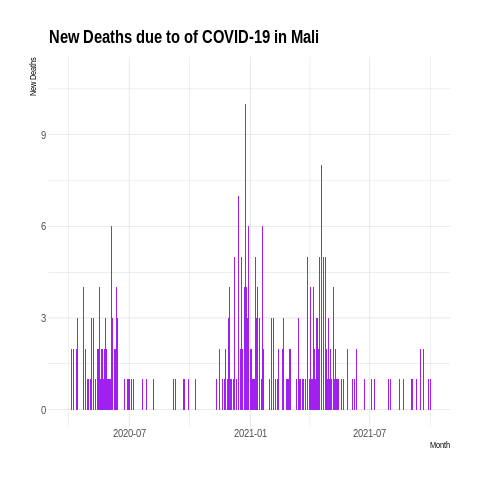 New Deaths due to of COVID-19 in Mali
New Deaths
9
6
3
0
2020-07
2021-01
2021-07
Month